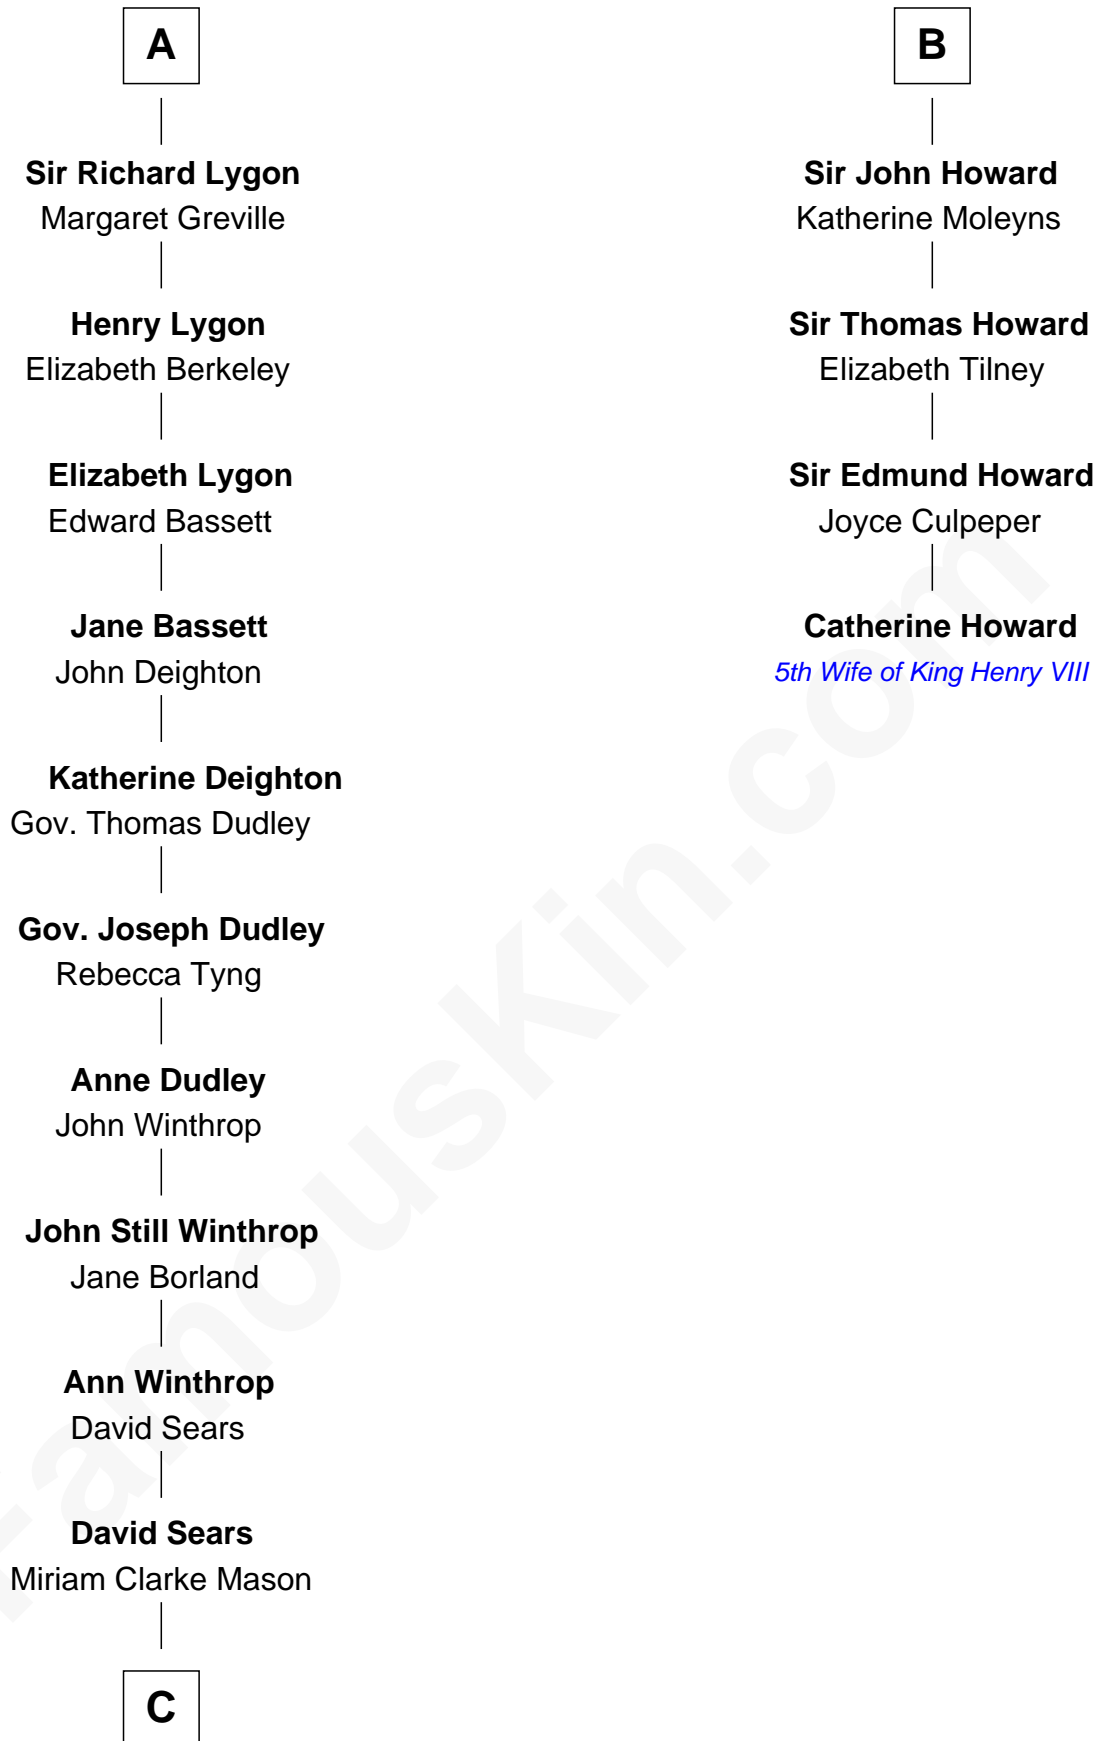 A
Sir Richard Lygon
Margaret Greville
Henry Lygon
Elizabeth Berkeley
Elizabeth Lygon
Edward Bassett
Jane Bassett
John Deighton
Katherine Deighton
Gov. Thomas Dudley
Gov. Joseph Dudley
Rebecca Tyng
Anne Dudley
John Winthrop
John Still Winthrop
Jane Borland
Ann Winthrop
David Sears
David Sears
Miriam Clarke Mason
C
B
Sir John Howard
Katherine Moleyns
Sir Thomas Howard
Elizabeth Tilney
Sir Edmund Howard
Joyce Culpeper
Catherine Howard
5th Wife of King Henry VIII
FamousKin.com